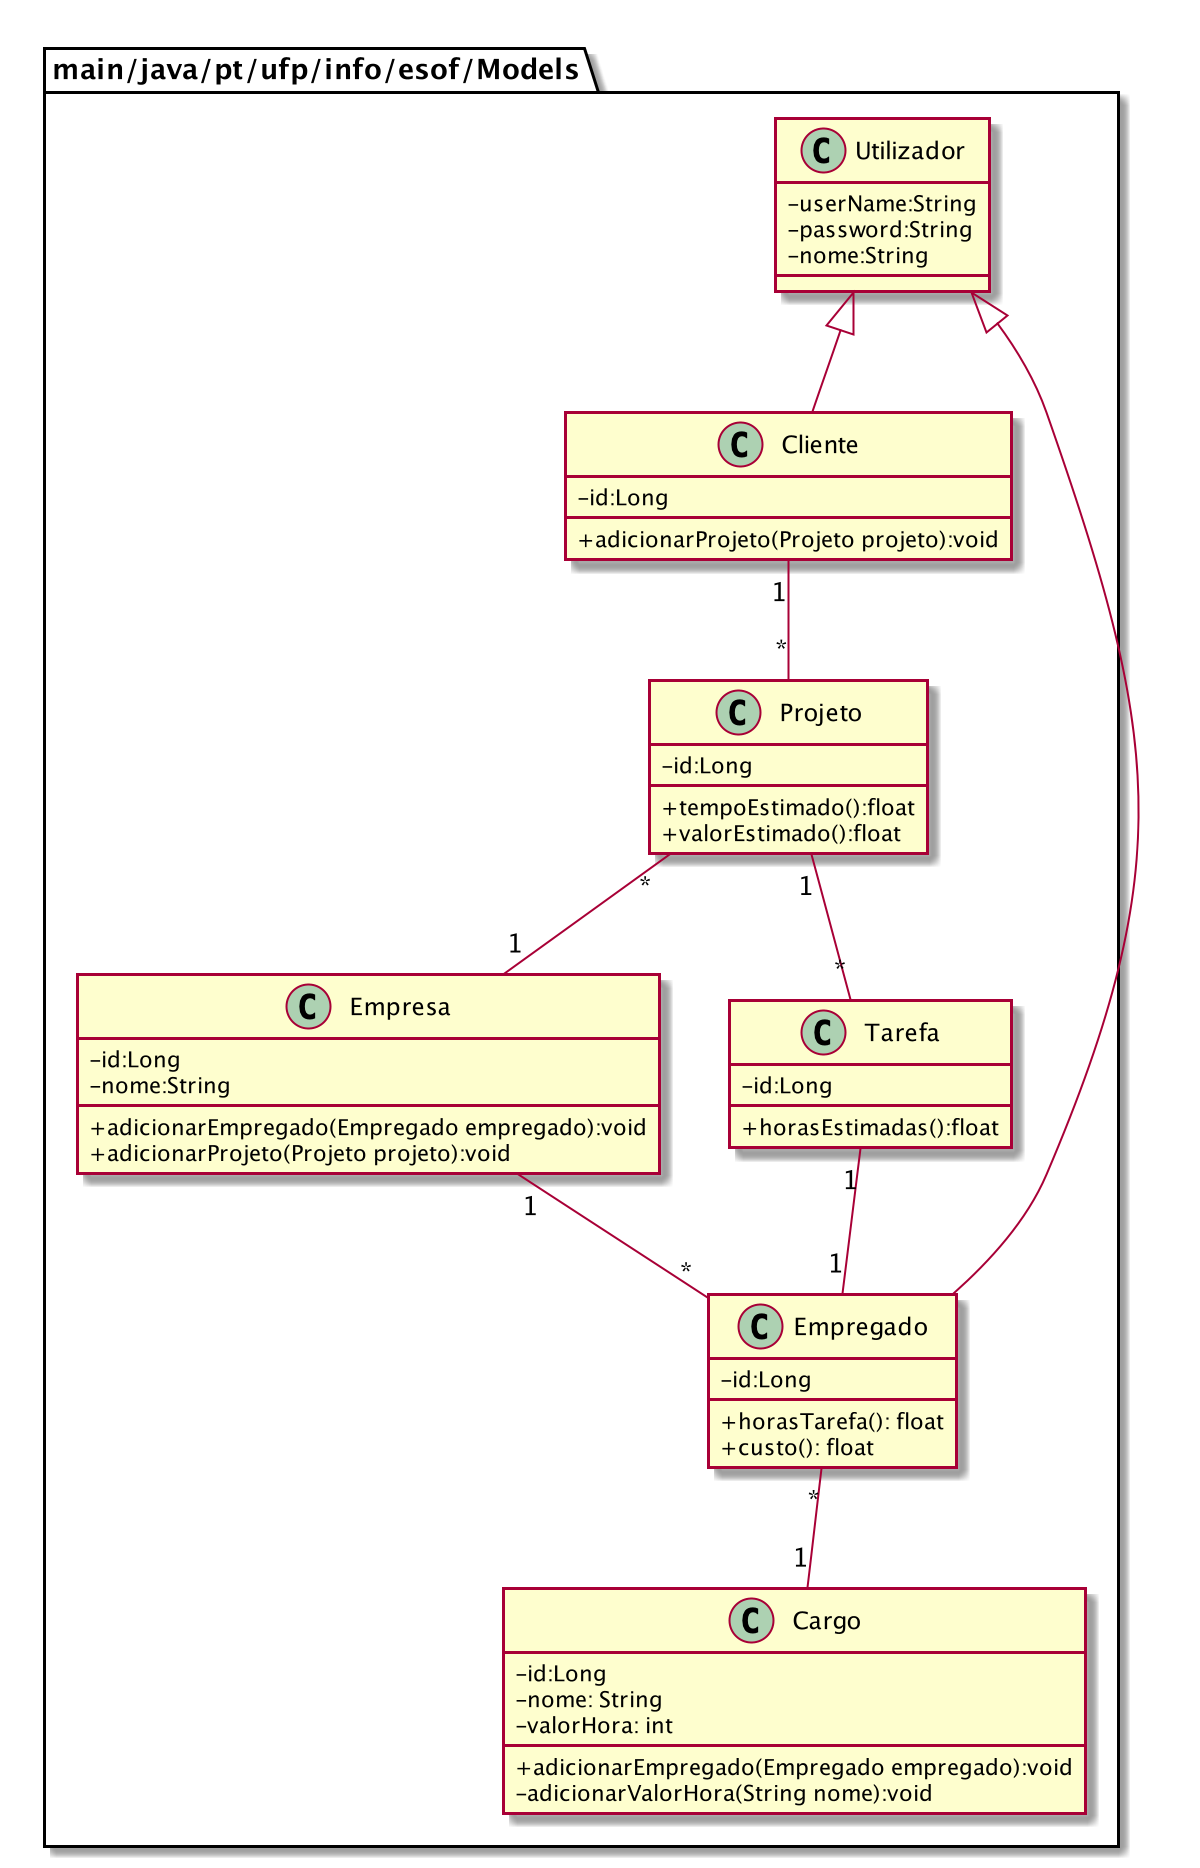 main/java/pt/ufp/info/esof/Models
C Utilizador
-userName:String
-password:String
-nome:String
C Cliente
-id:Long
+adicionarProjeto(Projeto projeto):void
1
*
C Projeto
-id:Long
+tempoEstimado():float
+valorEstimado():float
*
1
1
*
C Empresa
-id:Long
-nome:String
+adicionarEmpregado(Empregado empregado):void
+adicionarProjeto(Projeto projeto):void
C Tarefa
-id:Long
+horasEstimadas():float
1
*
1
1
C Empregado
-id:Long
+horasTarefa(): float
+custo(): float
*
1
C Cargo
-id:Long
-nome: String
-valorHora: int
+adicionarEmpregado(Empregado empregado):void
-adicionarValorHora(String nome):void